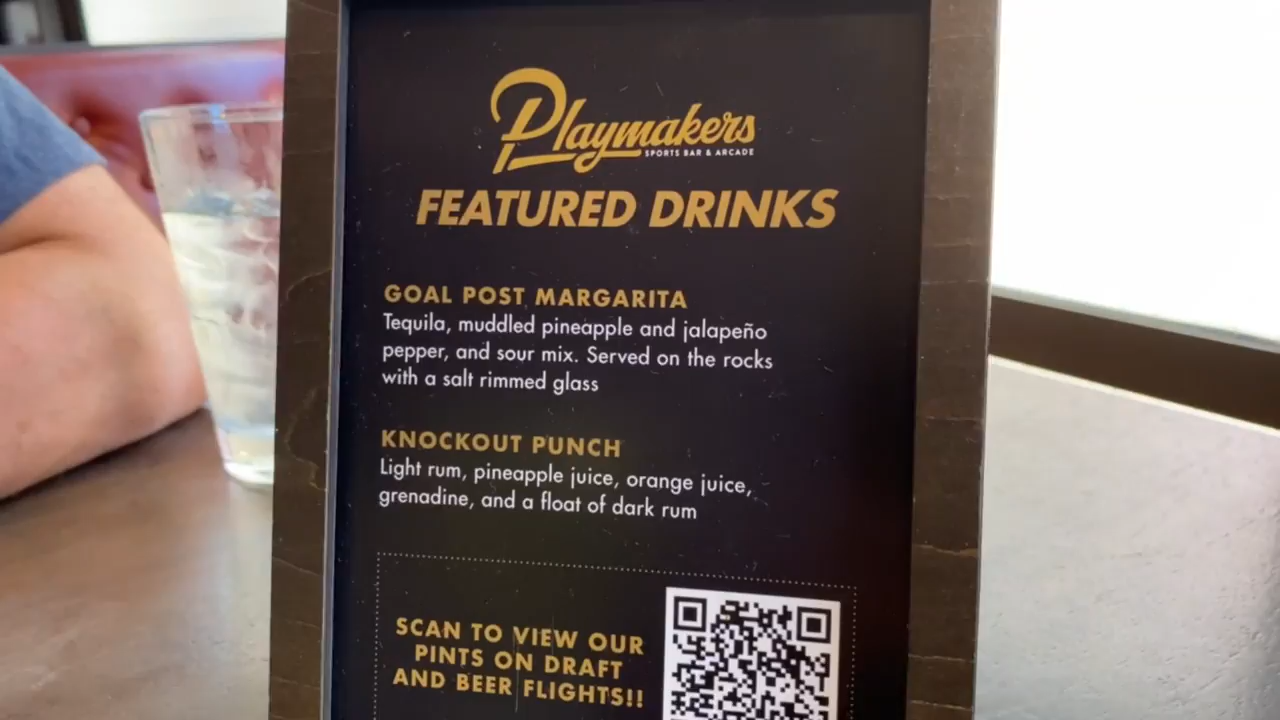 Playmakers
SPORTS BAR & ARCADE
FEATURED DRINKS
GOAL POST MARGARITA
Tequila, muddled pineapple and jalapeño
pepper, and sour mix. Served on the rocks
with a salt rimmed glass
KNOCKOUT PUNCH
Light rum, pineapple juice, orange juice,
grenadine, and a float of dark rum
SCAN TO VIEW OUR
PINTS ON DRAFT
AND BEER FLIGHTS!!